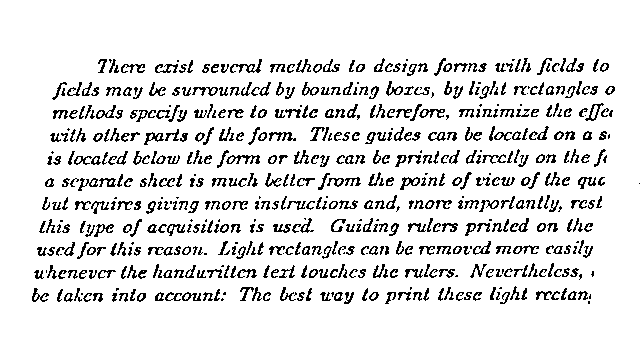 There exist several methods to design forms with fields to
fields may be surrounded by bounding boxes, by light rectangles o
methods specify where to write and, therefore, minimize the effe
with other parts of the form. These guides can be located on a s
is located below the form or they can be printed directly on the f
a separate sheet is much better from the point of view of the qua
but requires giving more instructions and, more importantly, rest
this type of acquisition is used. Guiding rulers printed on the
used for this reason. Light rectangles can be removed more easily
whenever the handwritten text touches the rulers. Nevertheless,
be taken into account: The best way to print these light rectan